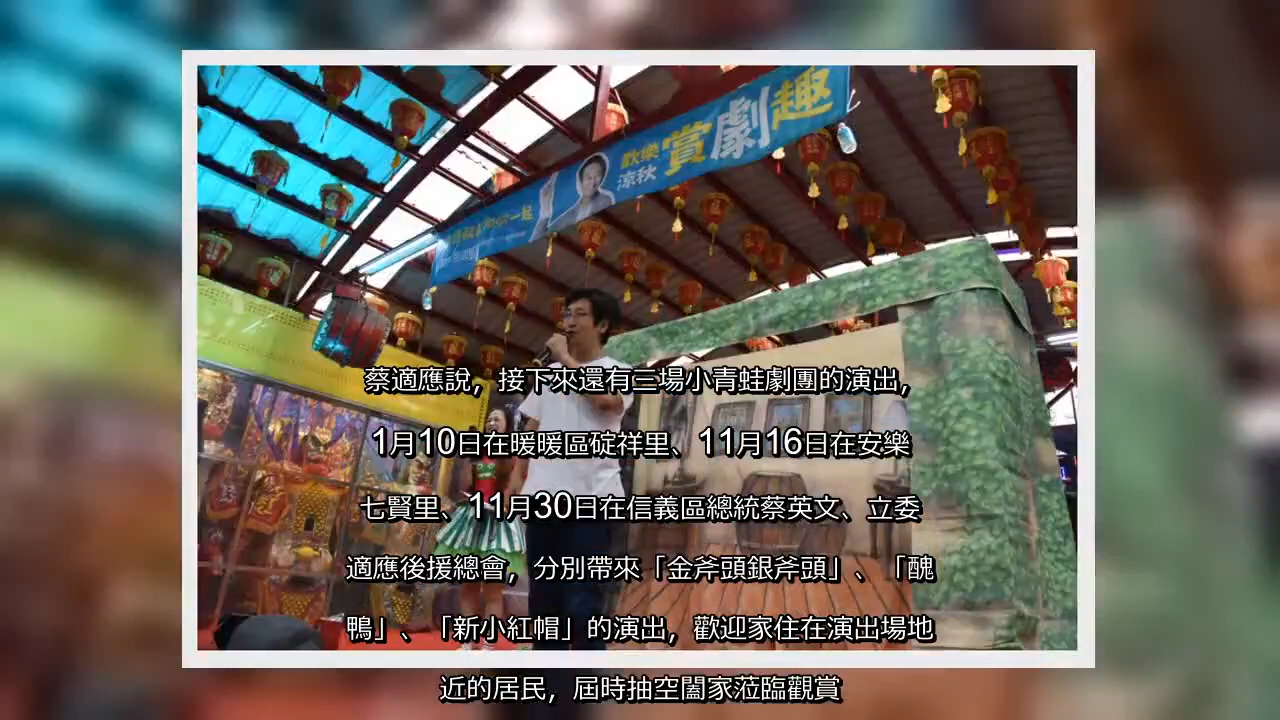 歡樂
涼秋
賞劇趣
一起
蔡適應說，接下來還有三場小青蛙劇團的演出，
1月10日在暖暖區碇祥里、11月16日在安樂
七賢里、11月30日在信義區總統蔡英文、立委
適應後援總會，分別帶來「金斧頭銀斧頭」、「醜
鴨」、「新小紅帽」的演出，歡迎家住在演出場地
近的居民，屆時抽空闔家蒞臨觀賞